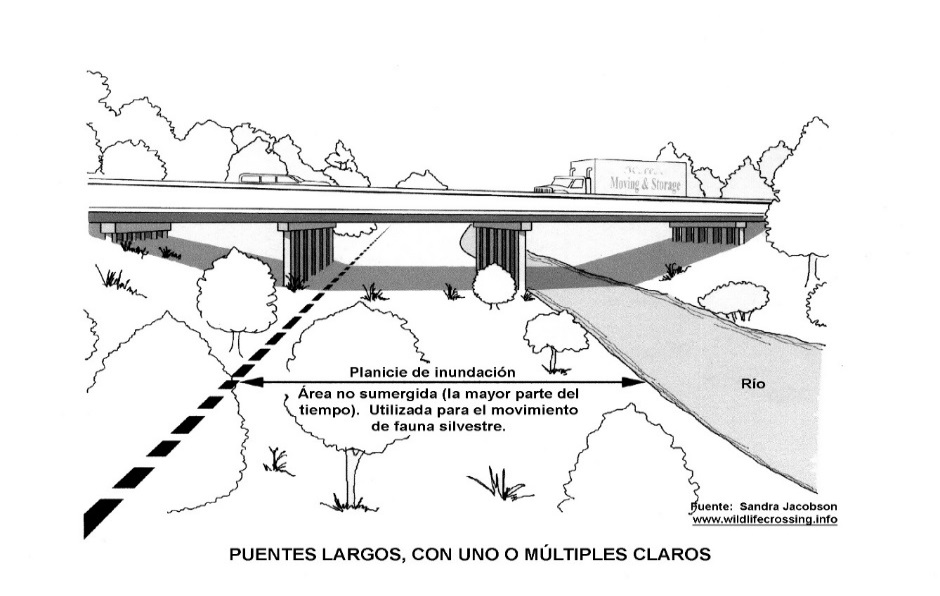 Moving & Storage
Planicie de inundación
Área no sumergida (la mayor parte del
tiempo). Utilizada para el movimiento
de fauna silvestre.
Río
Fuente: Sandra Jacobson
www.wildlifecrossing.info
PUENTES LARGOS, CON UNO O MÚLTIPLES CLAROS